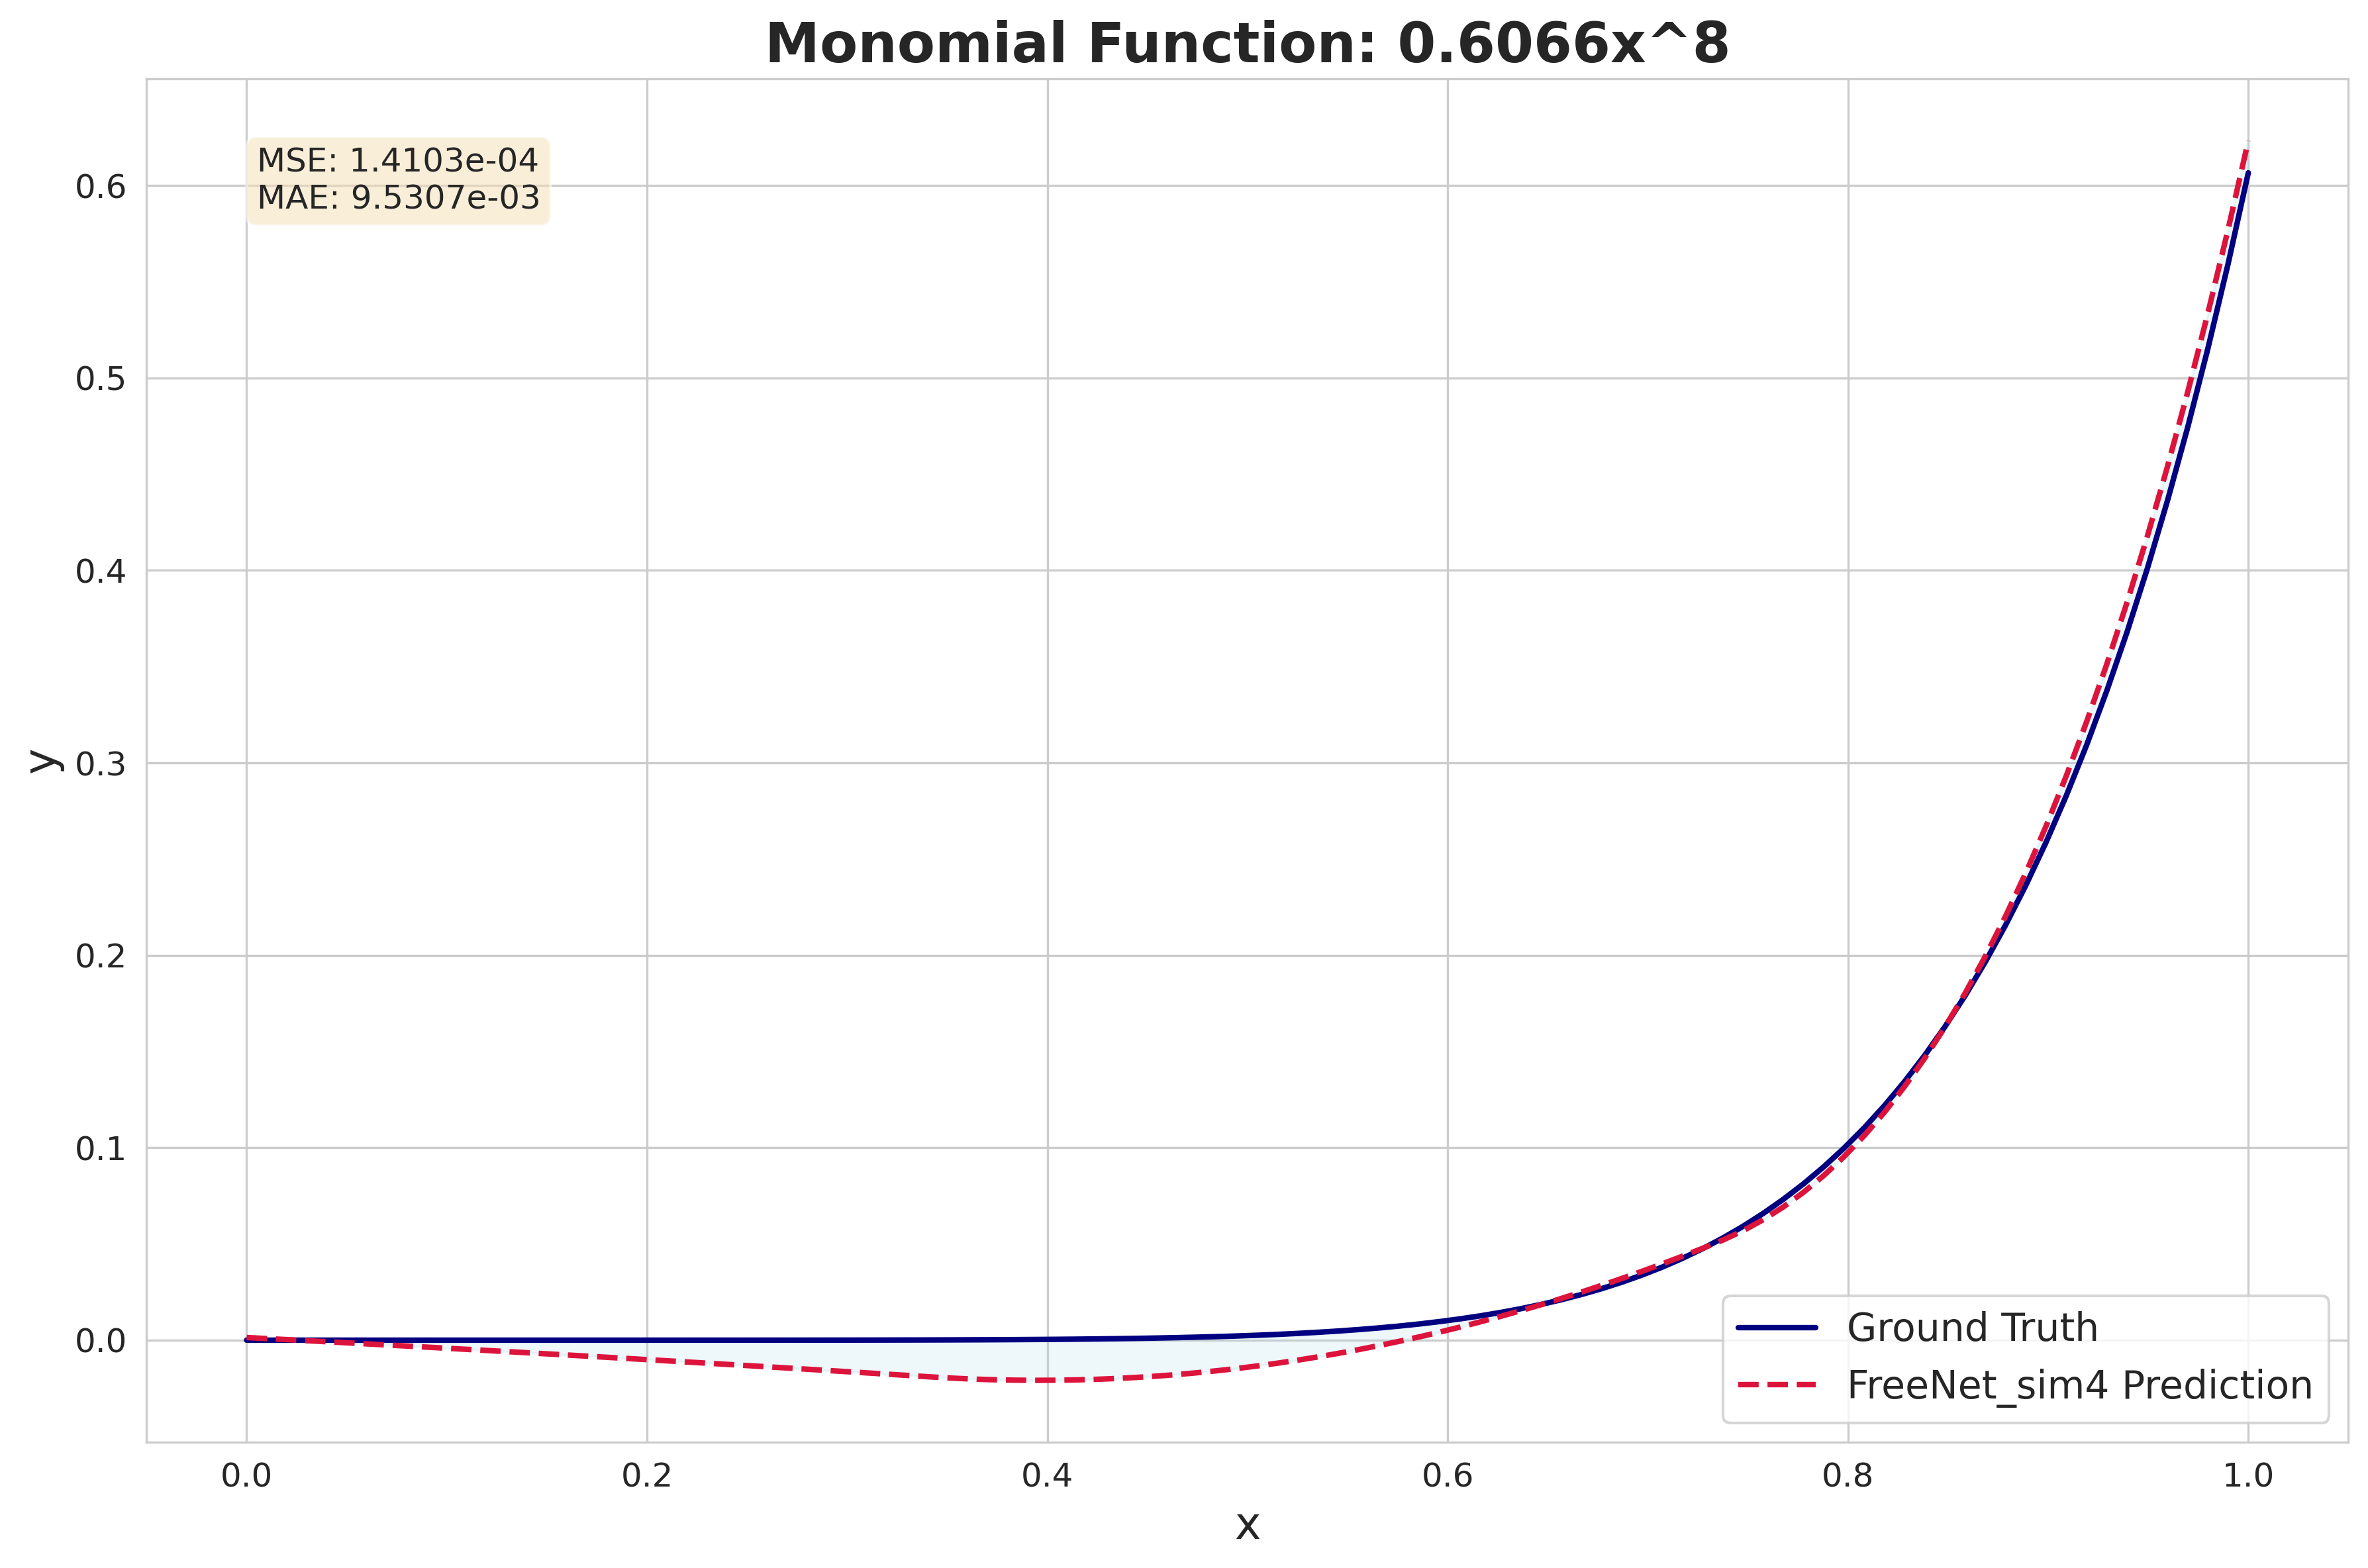 Monomial Function: 0.6066x^8
MSE: 1.4103e-04
MAE: 9.5307e-03
0.6
0.5
0.4
0.3
0.2
0.1
0.0
y
Ground Truth
FreeNet_sim4 Prediction
0.0 0.2 0.4 0.6 0.8 1.0
x